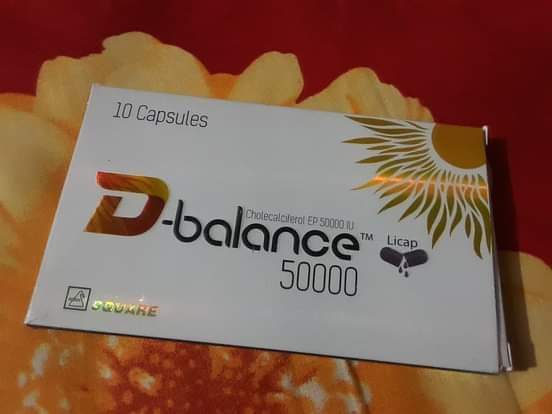 10 Capsules
Cholecalciferol EP 50000 IU
D-balance™
Licap
50000
SQUARE